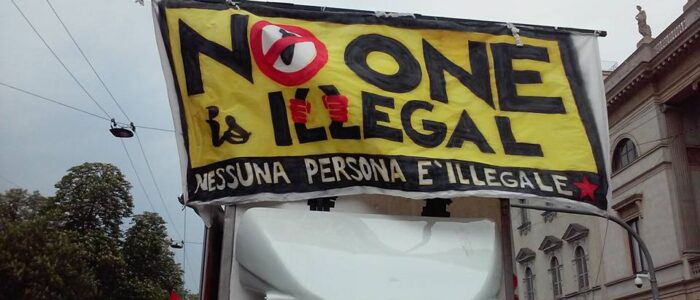 NO ONE
is ILLEGAL
NESSUNA PERSONA E' ILLEGALE